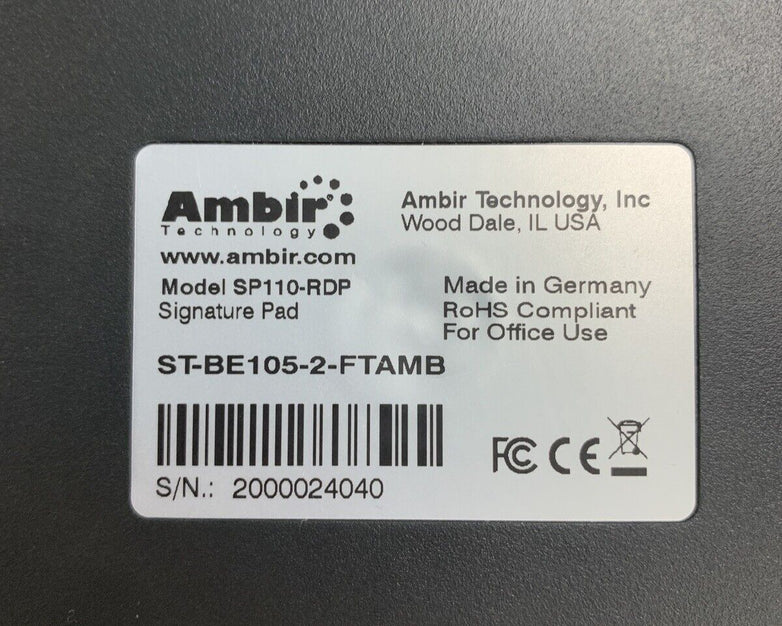 Ambir
Technology
www.ambir.com
Model SP110-RDP
Signature Pad
Ambir Technology, Inc
Wood Dale, IL USA
Made in Germany
RoHS Compliant
For Office Use
ST-BE105-2-FTAMB
S/N.: 2000024040
FC CE